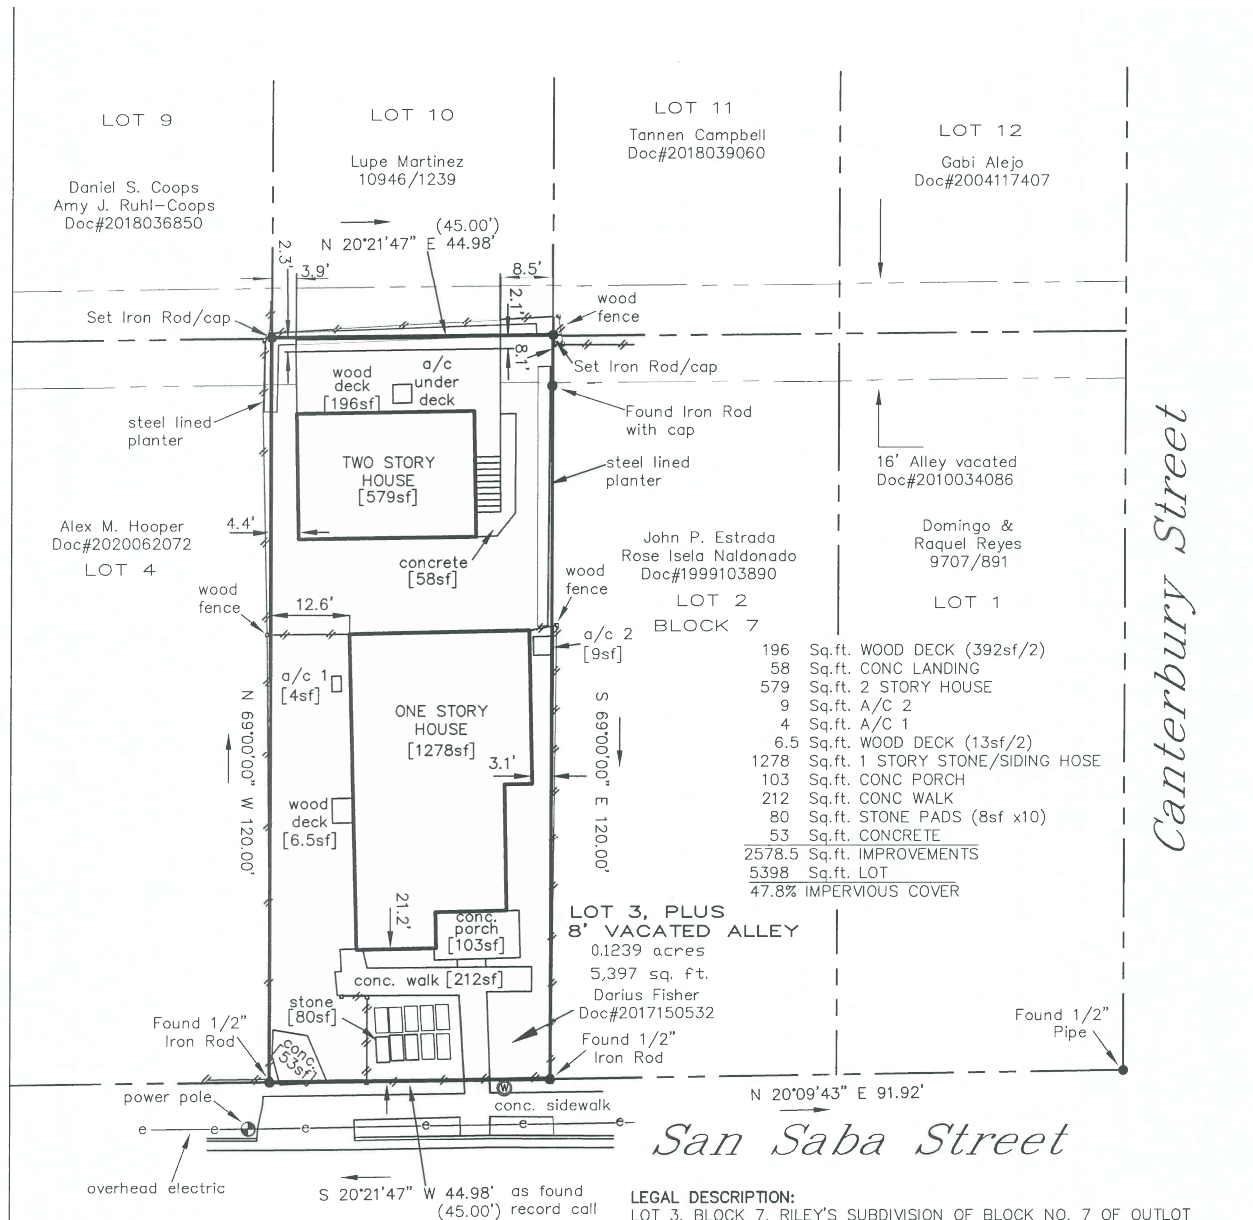 LOT 9
Daniel S. Coops
Amy J. Ruhl-Coops
Doc#2018036850
LOT 10
Lupe Martinez
10946/1239
(45.00')
N 20°21'47" E 44.98'
LOT 11
Tannen Campbell
Doc#2018039060
LOT 12
Gabi Alejo
Doc#2004117407
2.3'
3.9'
8.5'
2.1'
8.1'
wood
fence
Set Iron Rod/cap
Set Iron Rod/cap
a/c
under
deck
wood
deck
[196sf]
steel lined
planter
Found Iron Rod
with cap
TWO STORY
HOUSE
[579sf]
steel lined
planter
16' Alley vacated
Doc#2010034086
Alex M. Hooper
Doc#2020062072
LOT 4
4.4'
concrete
[58sf]
John P. Estrada
Rose Isela Naldonado
Doc#1999103890
LOT 2
BLOCK 7
Domingo &
Raquel Reyes
9707/891
LOT 1
Canterbury Street
wood
fence
12.6'
wood
fence
a/c 2
[9sf]
a/c 1
[4sf]
N 69°00'00" W 120.00'
S 69°00'00" E 120.00'
ONE STORY
HOUSE
[1278sf]
3.1'
wood
deck
[6.5sf]
196 Sq.ft. WOOD DECK (392sf/2)
58 Sq.ft. CONC LANDING
579 Sq.ft. 2 STORY HOUSE
9 Sq.ft. A/C 2
4 Sq.ft. A/C 1
6.5 Sq.ft. WOOD DECK (13sf/2)
1278 Sq.ft. 1 STORY STONE/SIDING HOSE
103 Sq.ft. CONC PORCH
212 Sq.ft. CONC WALK
80 Sq.ft. STONE PADS (8sf x10)
53 Sq.ft. CONCRETE
2578.5 Sq.ft. IMPROVEMENTS
5398 Sq.ft. LOT
47.8% IMPERVIOUS COVER
21.2'
conc.
porch
[103sf]
LOT 3, PLUS
8' VACATED ALLEY
0.1239 acres
5,397 sq. ft.
Darius Fisher
Doc#2017150532
conc. walk [212sf]
stone
[80sf]
Found 1/2"
Iron Rod
conc.
[53sf]
Found 1/2"
Iron Rod
Found 1/2"
Pipe
W
N 20°09'43" E 91.92'
power pole
conc. sidewalk
e e e e e
San Saba Street
overhead electric
S 20°21'47" W 44.98' as found
(45.00') record call
LEGAL DESCRIPTION:
LOT 3, BLOCK 7, RILEY'S SUBDIVISION OF BLOCK NO. 7 OF OUTLOT